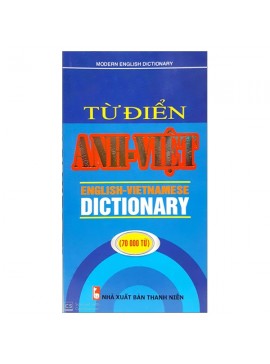 MODERN ENGLISH DICTIONARY
TỪ ĐIỂN
ANH-VIỆT
ENGLISH-VIETNAMESE
DICTIONARY
(70 000 TỪ)
NHÀ XUẤT BẢN THANH NIÊN